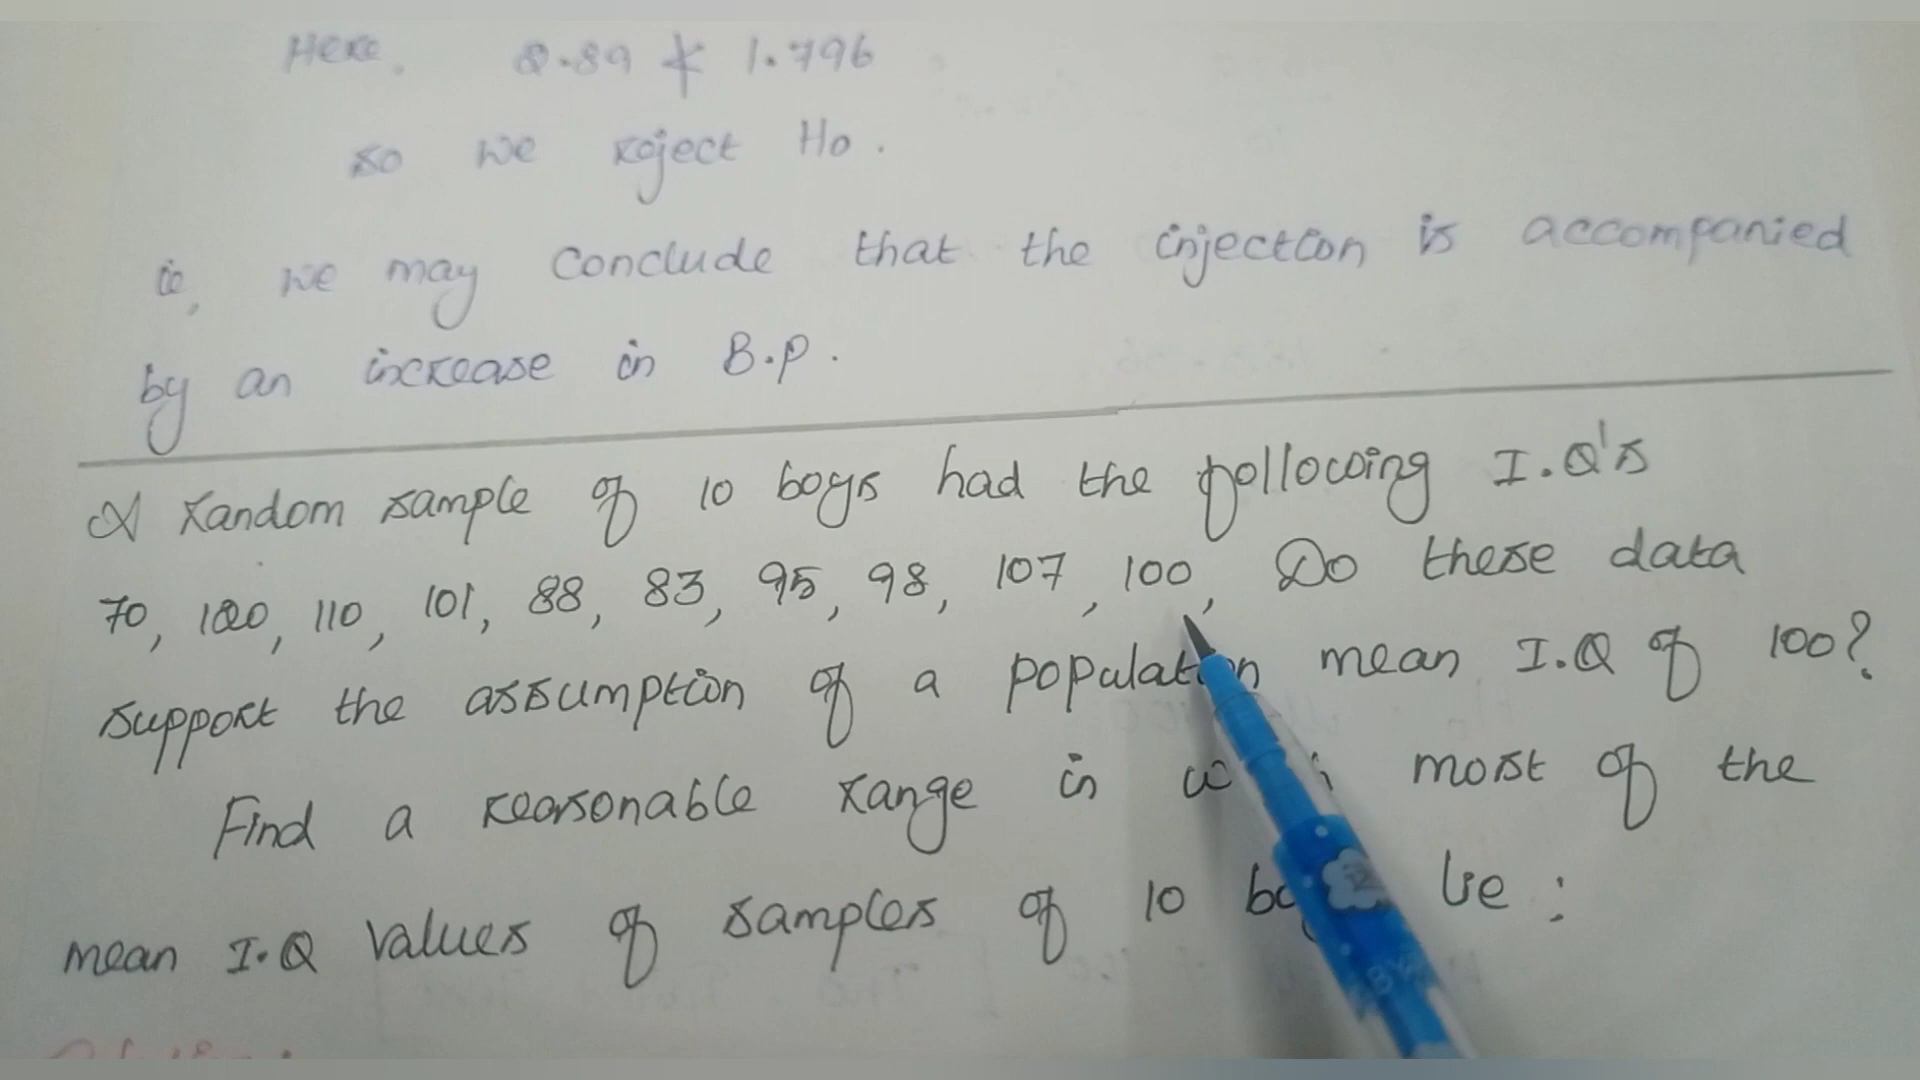 Here, 2.89 ≮ 1.796
so we reject Ho.
ie, we may conclude that the injection is accompanied
by an increase in B.P.
A random sample of 10 boys had the following I.Q's
70, 120, 110, 101, 88, 83, 95, 98, 107, 100, Do these data
support the assumption of a population mean I.Q of 100?
Find a reasonable range in most of the
mean I.Q values of samples of 10 lie :